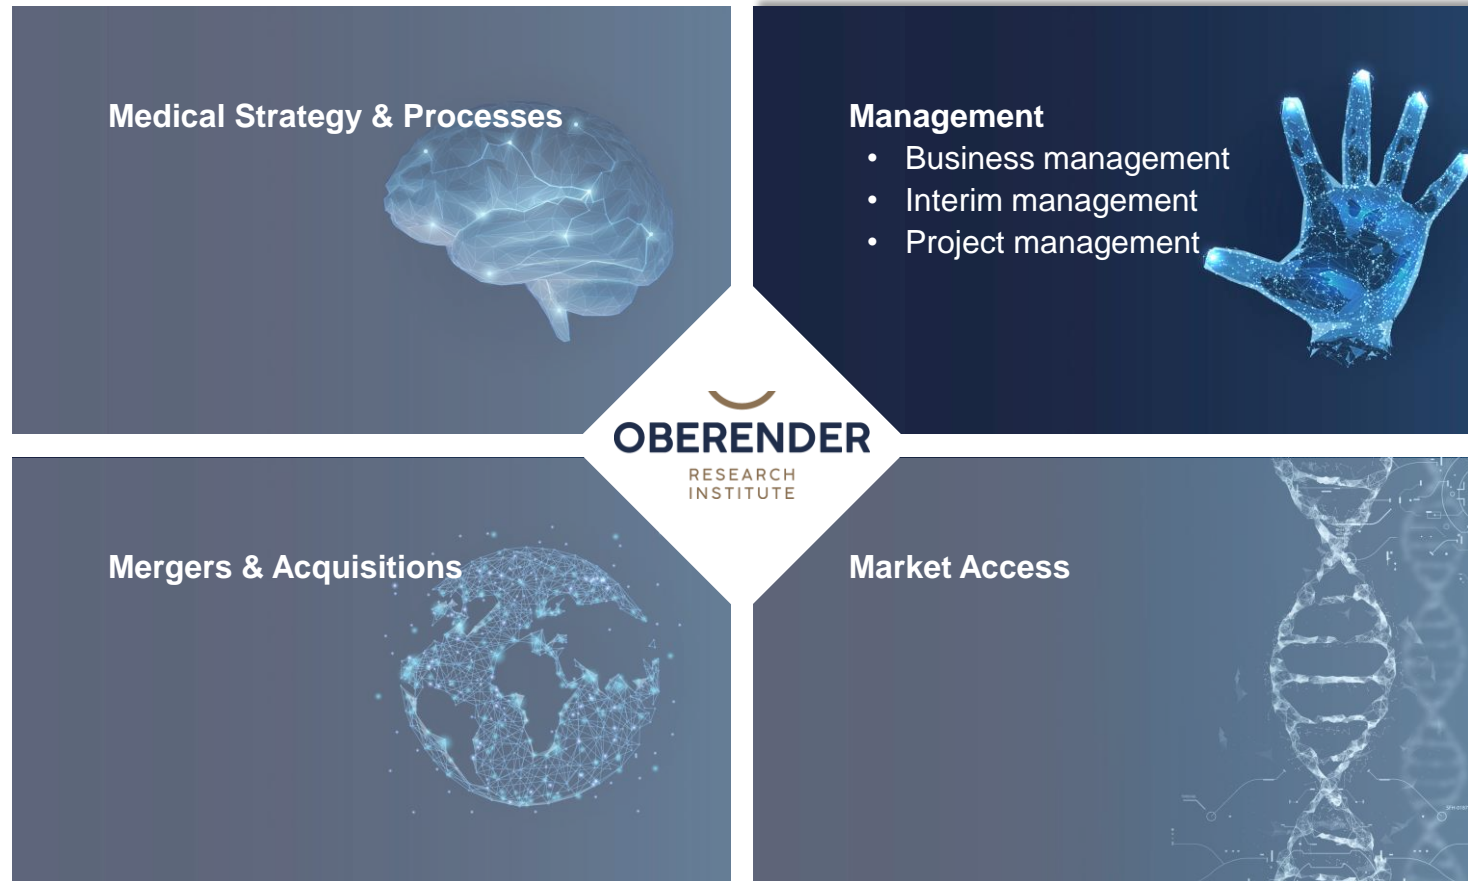 Medical Strategy & Processes
Management
• Business management
• Interim management
• Project management
OBERENDER
RESEARCH
INSTITUTE
Mergers & Acquisitions
Market Access